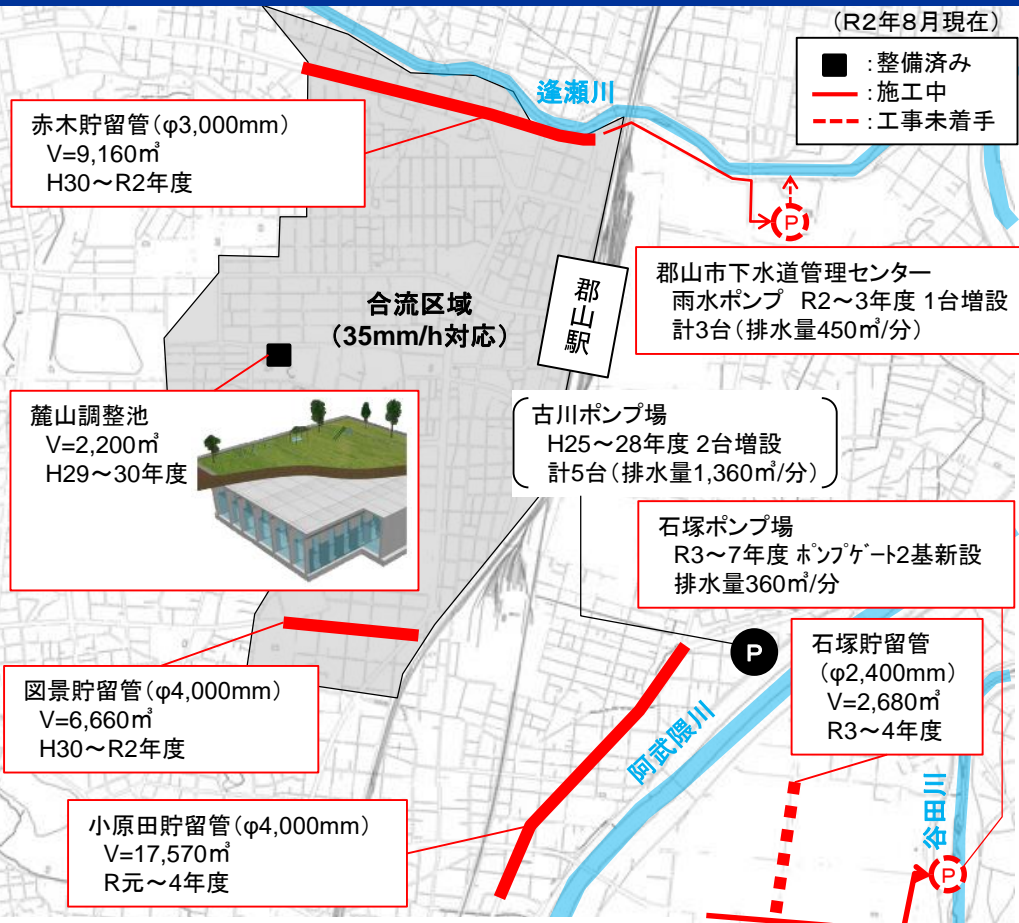 (R2年8月現在)
:整備済み
:施工中
:工事未着手
逢瀬川
赤木貯留管(φ3,000mm)
V=9,160㎥
H30~R2年度
P
郡山市下水道管理センター
雨水ポンプ R2~3年度 1台増設
計3台(排水量450㎥/分)
合流区域
(35mm/h対応)
郡山駅
麓山調整池
V=2,200㎥
H29~30年度
古川ポンプ場
H25~28年度 2台増設
計5台(排水量1,360㎥/分)
石塚ポンプ場
R3~7年度 ポンプゲート2基新設
排水量360㎥/分
P
石塚貯留管
(φ2,400mm)
V=2,680㎥
R3~4年度
図景貯留管(φ4,000mm)
V=6,660㎥
H30~R2年度
阿武隈川
谷田川
小原田貯留管(φ4,000mm)
V=17,570㎥
R元~4年度
P